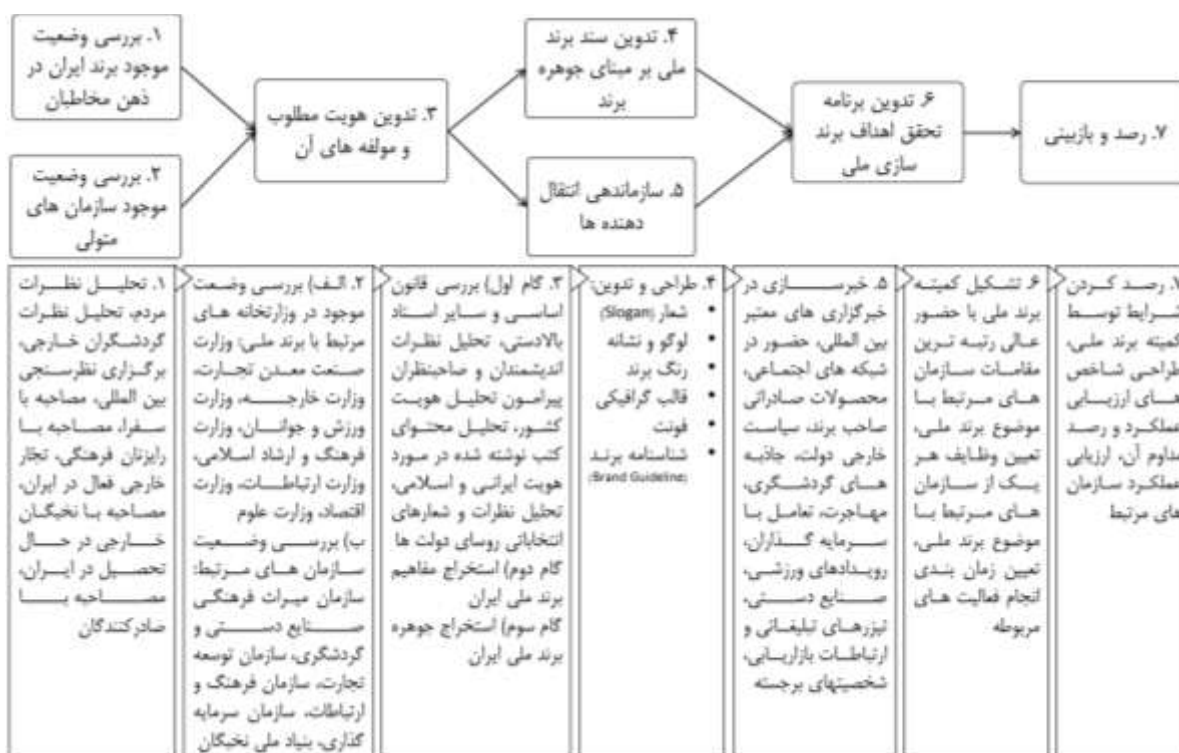 ۱. بررسی وضعیت
موجود برند ایران در
ذهن مخاطبان
۲. بررسی وضعیت
موجود سازمان های
متولی
۳. تدوین هویت مطلوب
و مولفه های آن
۴. تدوین سند برند
ملی بر مبنای جوهره
برند
۵. سازماندهی انتقال
دهنده ها
۶. تدوین برنامه
تحقق اهداف برند
سازی ملی
۷. رصد و بازبینی
۱. تحلیل نظرات
مردم، تحلیل نظرات
گردشگران خارجی،
برگزاری نظرسنجی
بین المللی، مصاحبه با
سفرا، مصاحبه با
رایزنان فرهنگی، تجّار
خارجی فعال در ایران،
مصاحبه با نخبگان
خارجی در حال
تحصیل در ایران،
مصاحبه با
صادرکنندگان
۲. الف) بررسی وضعیت
موجود در وزارتخانه های
مرتبط با برند ملی: وزارت
صنعت معدن تجارت،
وزارت خارجه، وزارت
ورزش و جوانان، وزارت
فرهنگ و ارشاد اسلامی،
وزارت ارتباطات، وزارت
اقتصاد، وزارت علوم
ب) بررسی وضعیت
سازمان های مرتبط:
سازمان میراث فرهنگی
صنایع دستی و
گردشگری، سازمان توسعه
تجارت، سازمان فرهنگ و
ارتباطات، سازمان سرمایه
گذاری، بنیاد ملی نخبگان
۳. گام اول) بررسی قانون
اساسی و سایر اسناد
بالادستی، تحلیل نظرات
اندیشمندان و صاحبنظران
پیرامون تحلیل هویت
کشور، تحلیل محتوای
کتب نوشته شده در مورد
هویت ایرانی و اسلامی،
تحلیل نظرات و شعارهای
انتخاباتی روسای دولت ها
گام دوم) استخراج مفاهیم
برند ملی ایران
گام سوم) استخراج جوهره
برند ملی ایران
۴. طراحی و تدوین:
• شعار (Slogan)
• لوگو و نشانه
• رنگ برند
• قالب گرافیکی
• فونت
• شناسنامه برند
(Brand Guideline)
۵. خبرسازی در
خبرگزاری های معتبر
بین المللی، حضور در
شبکه های اجتماعی،
محصولات صادراتی
صاحب برند، سیاست
خارجی دولت، جاذبه
های گردشگری،
مهاجرت، تعامل با
سرمایه گذاران،
رویدادهای ورزشی،
صنایع دستی،
تیزرهای تبلیغاتی و
ارتباطات بازاریابی،
شخصیتهای برجسته
۶. تشکیل کمیته
برند ملی با حضور
عالی رتبه ترین
مقامات سازمان
های مرتبط با
موضوع برند ملی،
تعیین وظایف هر
یک از سازمان
های مرتبط با
موضوع برند ملی،
تعیین زمان بندی
انجام فعالیت های
مربوطه
۷. رصد کردن
شرایط توسط
کمیته برند ملی،
طراحی شاخص
های ارزیابی
عملکرد و رصد
مداوم آن، ارزیابی
عملکرد سازمان
های مرتبط